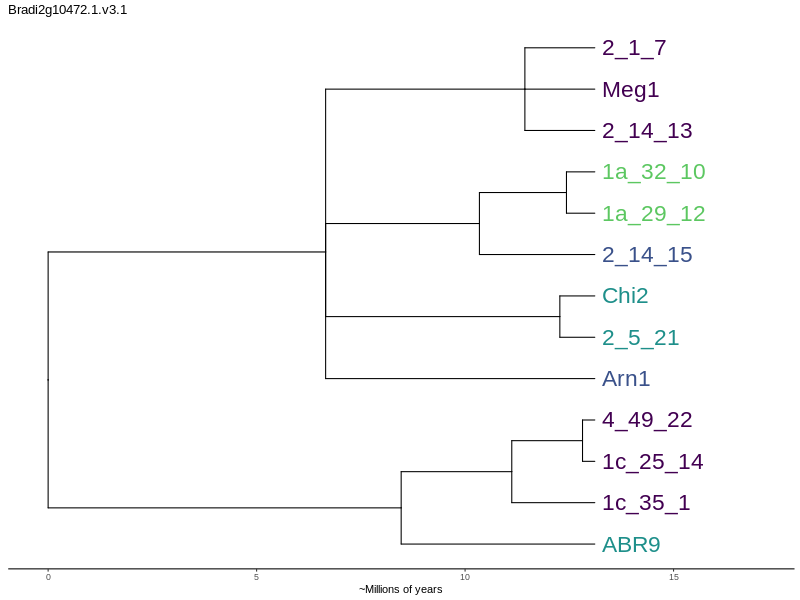 Bradi2g10472.1.v3.1
2_1_7
Meg1
2_14_13
1a_32_10
1a_29_12
2_14_15
Chi2
2_5_21
Arn1
4_49_22
1c_25_14
1c_35_1
ABR9
0 5 10 15
~Millions of years